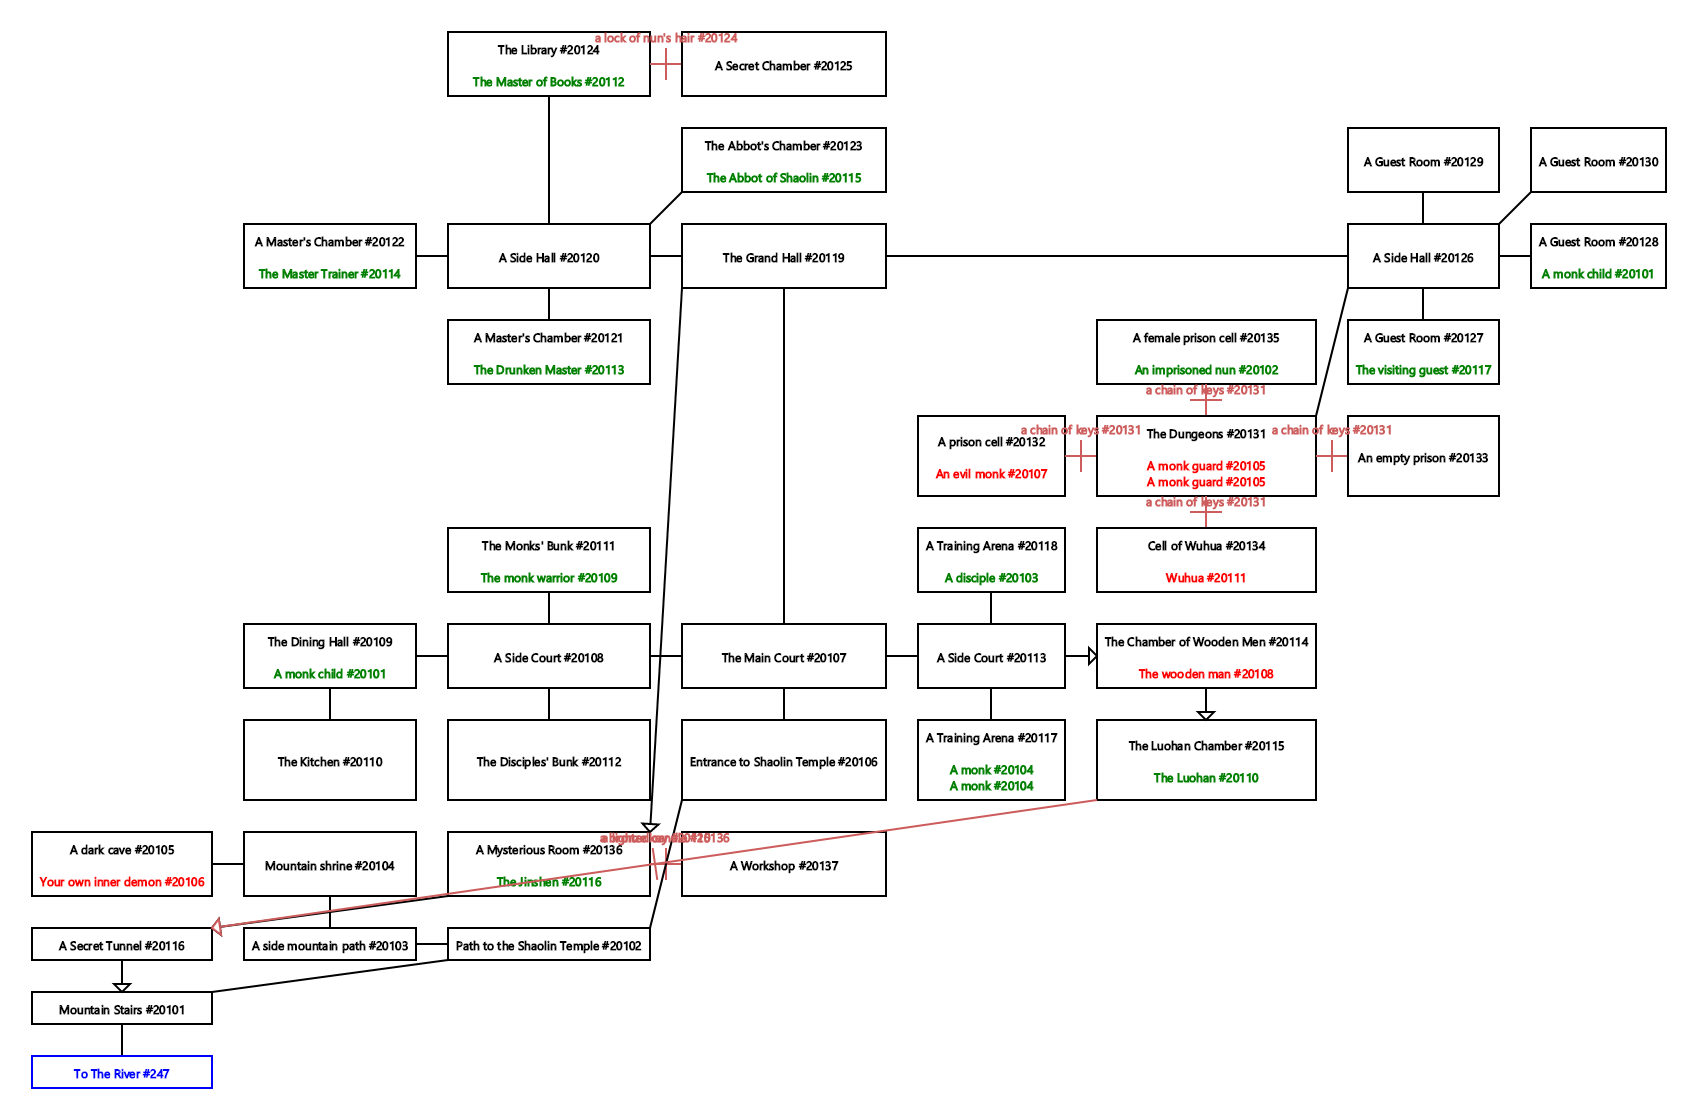 a lock of nun's hair #20124
The Library #20124
The Master of Books #20112
A Secret Chamber #20125
The Abbot's Chamber #20123
The Abbot of Shaolin #20115
A Guest Room #20129
A Guest Room #20130
A Master's Chamber #20122
The Master Trainer #20114
A Side Hall #20120
The Grand Hall #20119
A Side Hall #20126
A Guest Room #20128
A monk child #20101
A Master's Chamber #20121
The Drunken Master #20113
A female prison cell #20135
An imprisoned nun #20102
A Guest Room #20127
The visiting guest #20117
a chain of keys #20131
a chain of keys #20131
a chain of keys #20131
A prison cell #20132
An evil monk #20107
The Dungeons #20131
A monk guard #20105
A monk guard #20105
An empty prison #20133
a chain of keys #20131
The Monks' Bunk #20111
The monk warrior #20109
A Training Arena #20118
A disciple #20103
Cell of Wuhua #20134
Wuhua #20111
The Dining Hall #20109
A monk child #20101
A Side Court #20108
The Main Court #20107
A Side Court #20113
The Chamber of Wooden Men #20114
The wooden man #20108
The Kitchen #20110
The Disciples' Bunk #20112
Entrance to Shaolin Temple #20106
A Training Arena #20117
A monk #20104
A monk #20104
The Luohan Chamber #20115
The Luohan #20110
A dark cave #20105
Your own inner demon #20106
Mountain shrine #20104
A Mysterious Room #20136
The Jinshen #20116
A Workshop #20137
A Secret Tunnel #20116
A side mountain path #20103
Path to the Shaolin Temple #20102
Mountain Stairs #20101
To The River #247